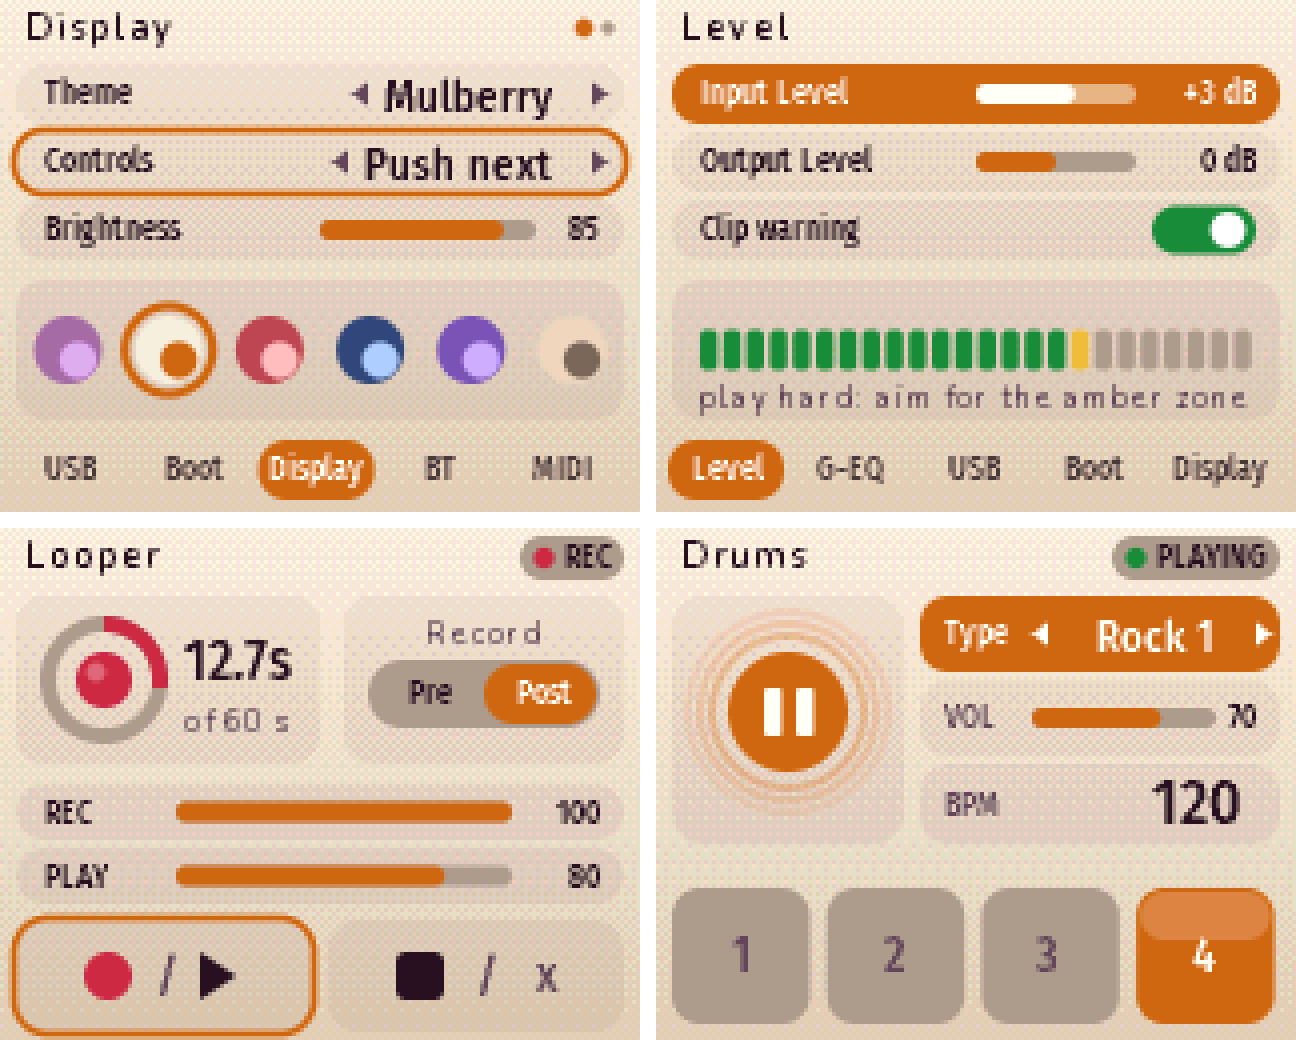 Display
Theme Mulberry
Controls Push next
Brightness 85
USB Boot Display BT MIDI
Level
Input Level +3 dB
Output Level 0 dB
Clip warning
play hard: aim for the amber zone
Level G-EQ USB Boot Display
Looper REC
12.7s
of 60 s
Record
Pre Post
REC 100
PLAY 80
/ / x
Drums PLAYING
Type Rock 1
VOL 70
BPM 120
1 2 3 4